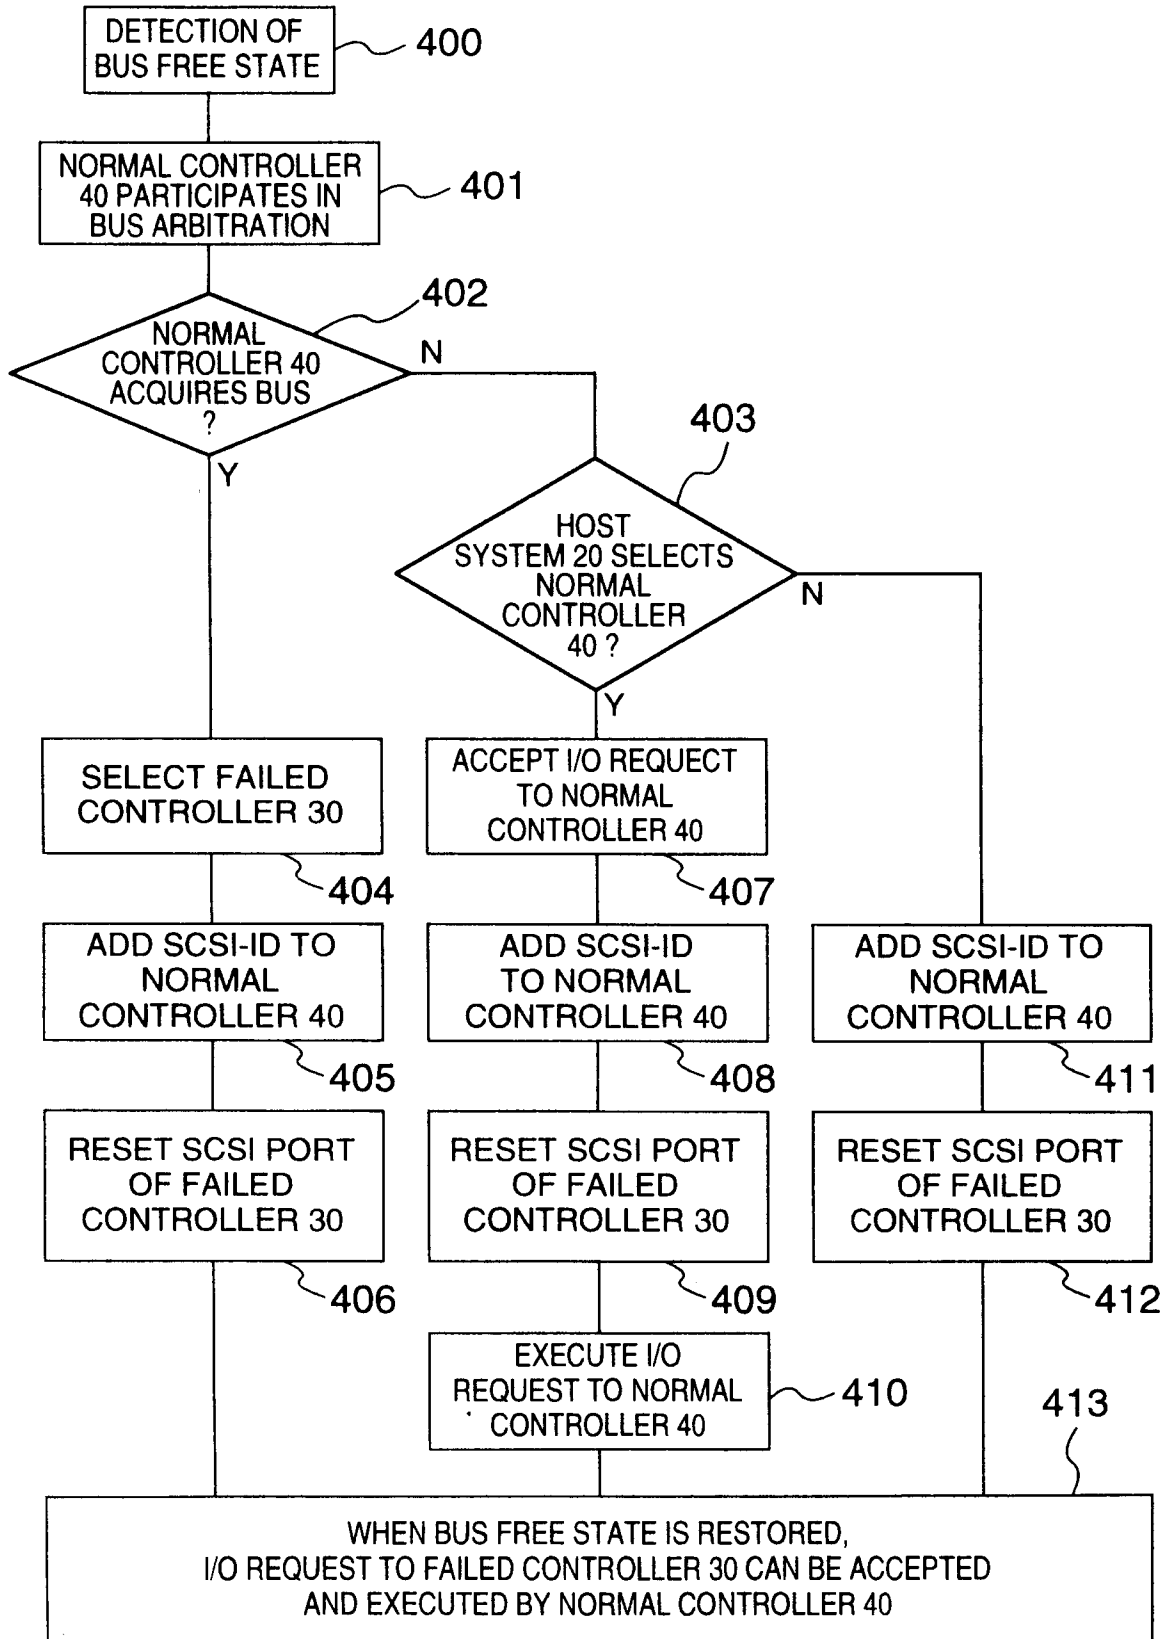 DETECTION OF
BUS FREE STATE
400
NORMAL CONTROLLER
40 PARTICIPATES IN
BUS ARBITRATION
401
402
NORMAL
CONTROLLER 40
ACQUIRES BUS
?
N
Y
403
HOST
SYSTEM 20 SELECTS
NORMAL
CONTROLLER
40 ?
N
Y
SELECT FAILED
CONTROLLER 30
404
ACCEPT I/O REQUECT
TO NORMAL
CONTROLLER 40
407
ADD SCSI-ID TO
NORMAL
CONTROLLER 40
405
ADD SCSI-ID
TO NORMAL
CONTROLLER 40
408
ADD SCSI-ID TO
NORMAL
CONTROLLER 40
411
RESET SCSI PORT
OF FAILED
CONTROLLER 30
406
RESET SCSI PORT
OF FAILED
CONTROLLER 30
409
RESET SCSI PORT
OF FAILED
CONTROLLER 30
412
EXECUTE I/O
REQUEST TO NORMAL
CONTROLLER 40
410
413
WHEN BUS FREE STATE IS RESTORED,
I/O REQUEST TO FAILED CONTROLLER 30 CAN BE ACCEPTED
AND EXECUTED BY NORMAL CONTROLLER 40